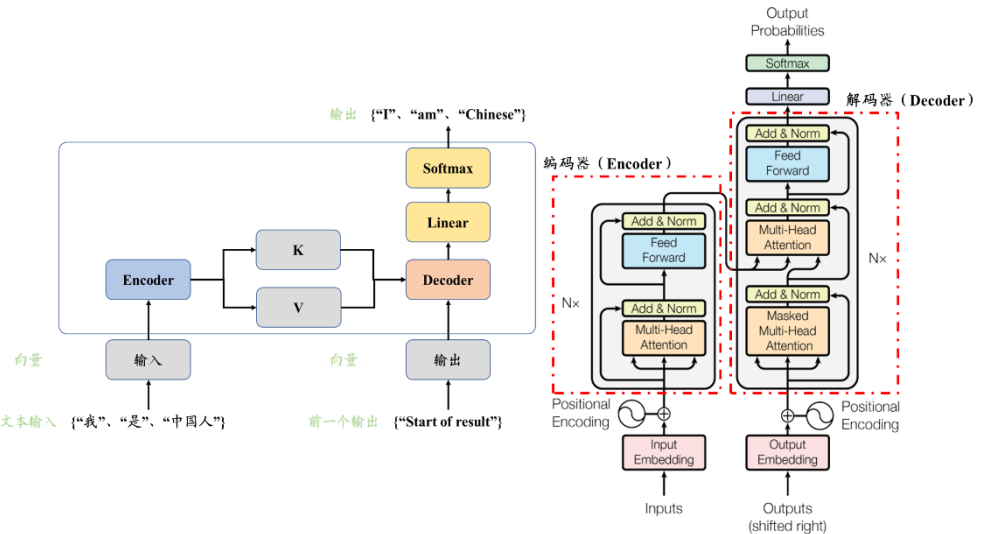 输出 {“I”、“am”、“Chinese”}
Softmax
Linear
Encoder
K
V
Decoder
向量
输入
向量
输出
文本输入 {“我”、“是”、“中国人”}
前一个输出 {“Start of result”}
编码器（Encoder）
Add & Norm
Feed
Forward
N×
Add & Norm
Multi-Head
Attention
Positional
Encoding
Input
Embedding
Inputs
Output
Probabilities
Softmax
Linear
解码器（Decoder）
Add & Norm
Feed
Forward
Add & Norm
Multi-Head
Attention
N×
Add & Norm
Masked
Multi-Head
Attention
Positional
Encoding
Output
Embedding
Outputs
(shifted right)